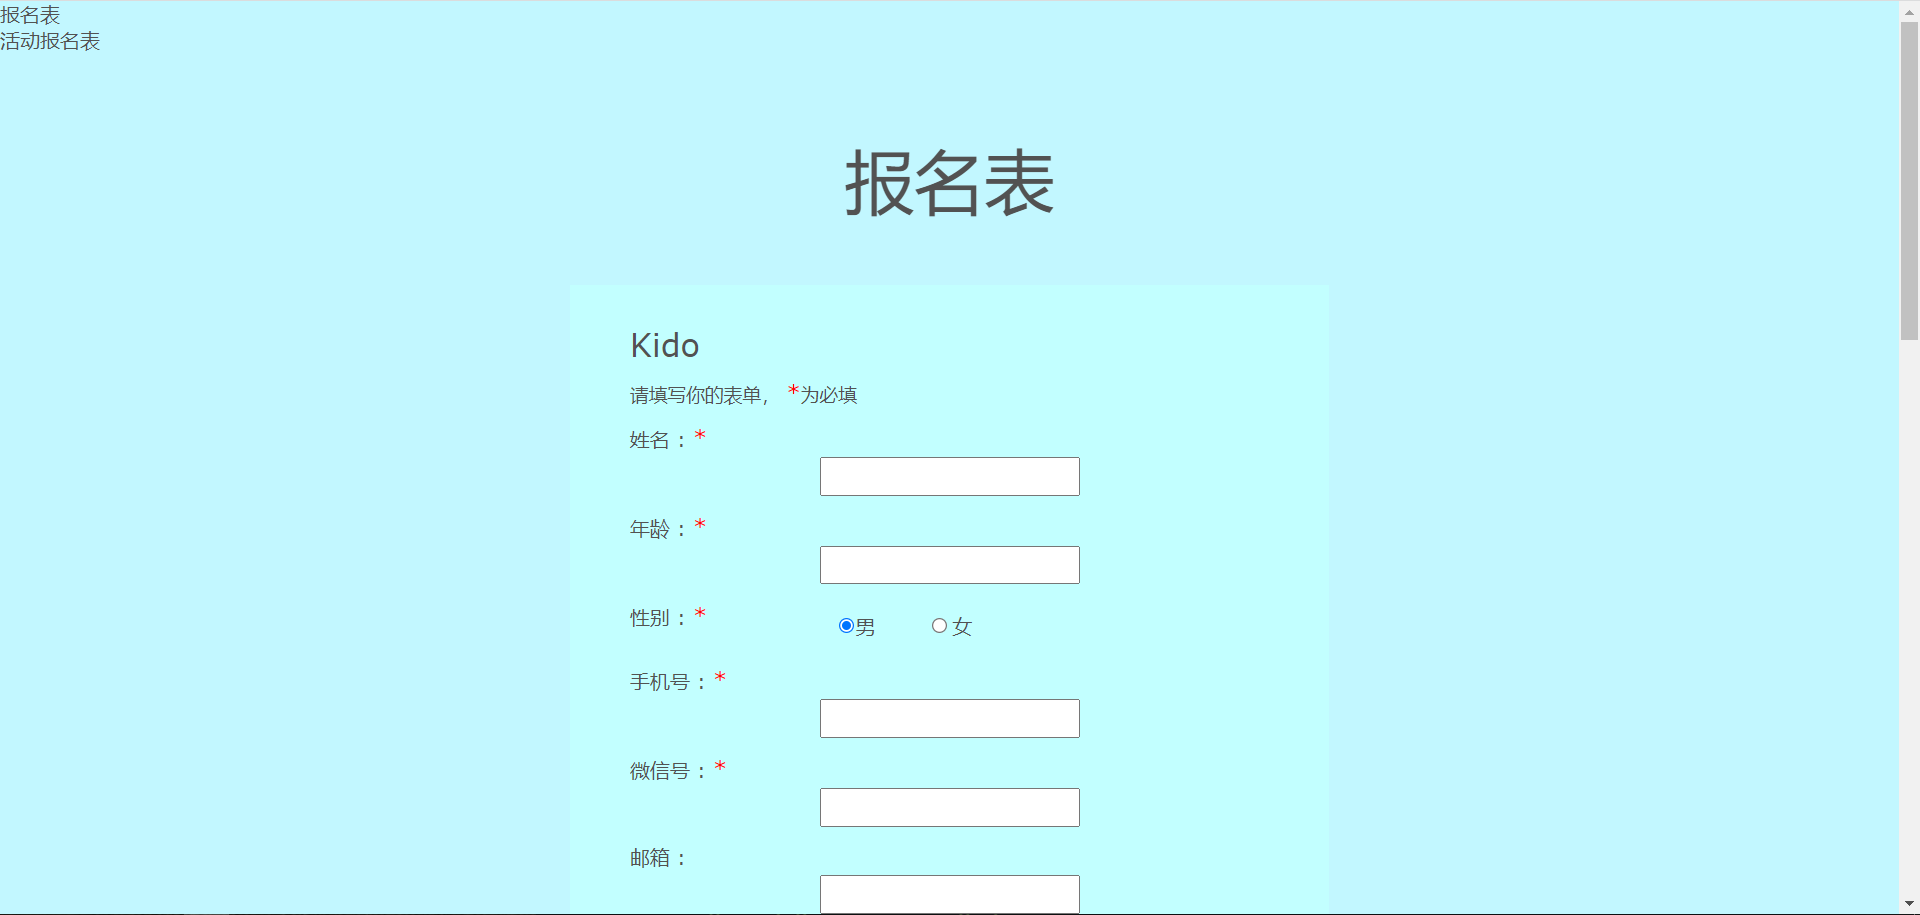 报名表
活动报名表
报名表
Kido
请填写你的表单， *为必填
姓名：*
年龄：*
性别：* 男 女
手机号：*
微信号：*
邮箱：